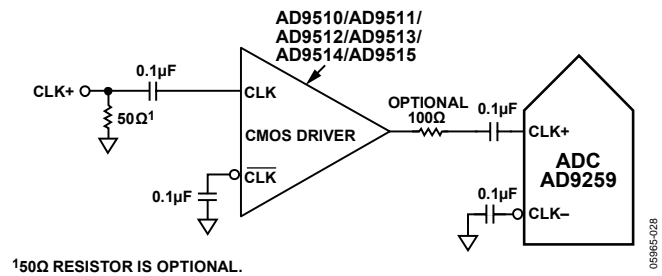 AD9510/AD9511/
AD9512/AD9513/
AD9514/AD9515
0.1µF
CLK+
CLK
50Ω¹
CMOS DRIVER
0.1µF
CLK
OPTIONAL
100Ω
0.1µF
CLK+
ADC
AD9259
0.1µF
CLK–
¹50Ω RESISTOR IS OPTIONAL.
05965-028